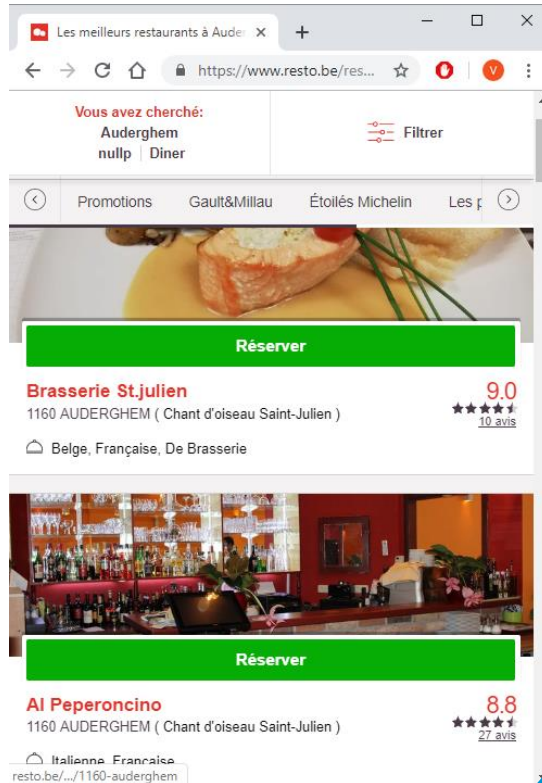 Les meilleurs restaurants à Auder
https://www.resto.be/res...
V
Vous avez cherché:
Auderghem
nullp | Diner
Filtrer
Promotions Gault&Millau Étoilés Michelin Les p
Réserver
Brasserie St.julien 9.0
1160 AUDERGHEM ( Chant d'oiseau Saint-Julien )
10 avis
Belge, Française, De Brasserie
Réserver
Al Peperoncino 8.8
1160 AUDERGHEM ( Chant d'oiseau Saint-Julien )
27 avis
Italienne, Française
resto.be/.../1160-auderghem